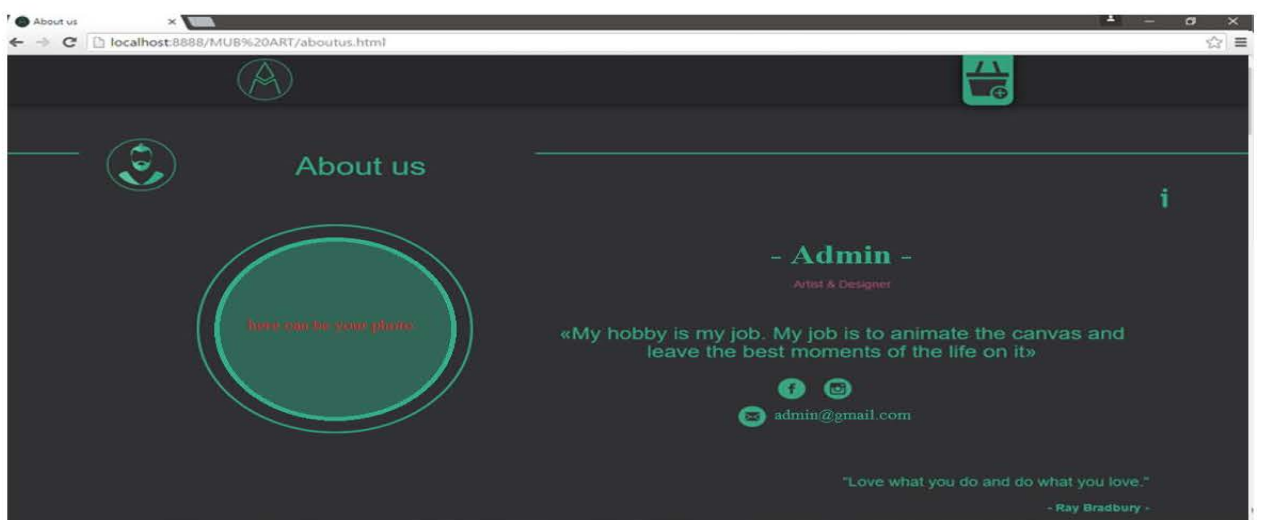 About us
localhost:8888/MUB%20ART/aboutus.html
About us
- Admin -
Artist & Designer
here can be your photo
«My hobby is my job. My job is to animate the canvas and
leave the best moments of the life on it»
admin@gmail.com
"Love what you do and do what you love."
- Ray Bradbury -